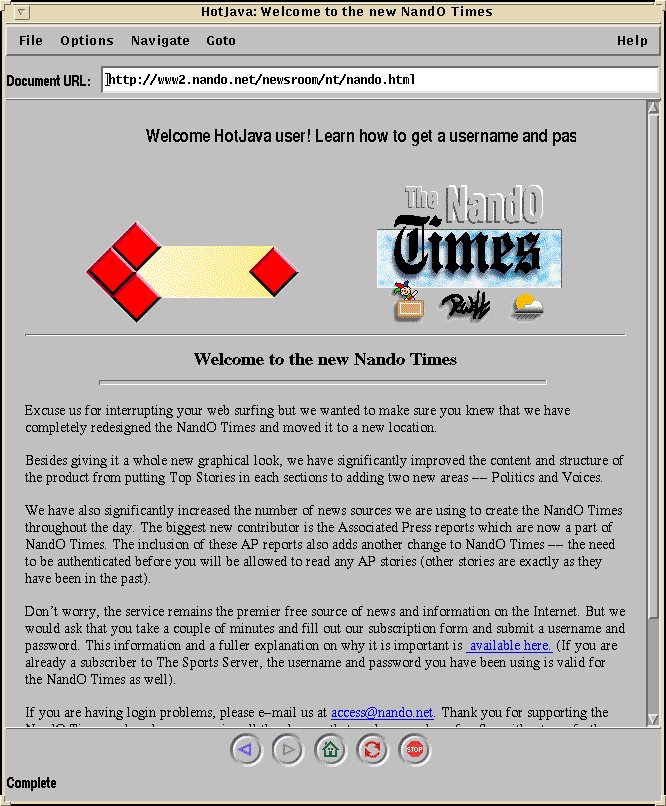 HotJava: Welcome to the new NandO Times
File Options Navigate Goto Help
Document URL: http://www2.nando.net/newsroom/nt/nando.html
Welcome HotJava user! Learn how to get a username and pas
The NandO
Times
Welcome to the new Nando Times
Excuse us for interrupting your web surfing but we wanted to make sure you knew that we have
completely redesigned the NandO Times and moved it to a new location.
Besides giving it a whole new graphical look, we have significantly improved the content and structure of
the product from putting Top Stories in each sections to adding two new areas -- Politics and Voices.
We have also significantly increased the number of news sources we are using to create the NandO Times
throughout the day. The biggest new contributor is the Associated Press reports which are now a part of
NandO Times. The inclusion of these AP reports also adds another change to NandO Times -- the need
to be authenticated before you will be allowed to read any AP stories (other stories are exactly as they
have been in the past).
Don't worry, the service remains the premier free source of news and information on the Internet. But we
would ask that you take a couple of minutes and fill out our subscription form and submit a username and
password. This information and a fuller explanation on why it is important is available here. (If you are
already a subscriber to The Sports Server, the username and password you have been using is valid for
the NandO Times as well).
If you are having login problems, please e-mail us at access@nando.net. Thank you for supporting the
STOP
Complete